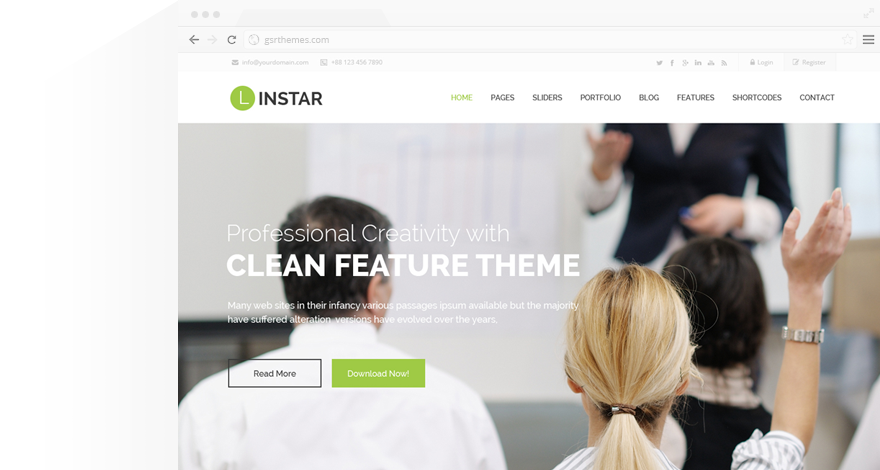 gsrthemes.com
info@yourdomain.com +88 123 456 7890 Login Register
L INSTAR HOME PAGES SLIDERS PORTFOLIO BLOG FEATURES SHORTCODES CONTACT
Professional Creativity with
CLEAN FEATURE THEME
Many web sites in their infancy various passages ipsum available but the majority
have suffered alteration, versions have evolved over the years,
Read More Download Now!